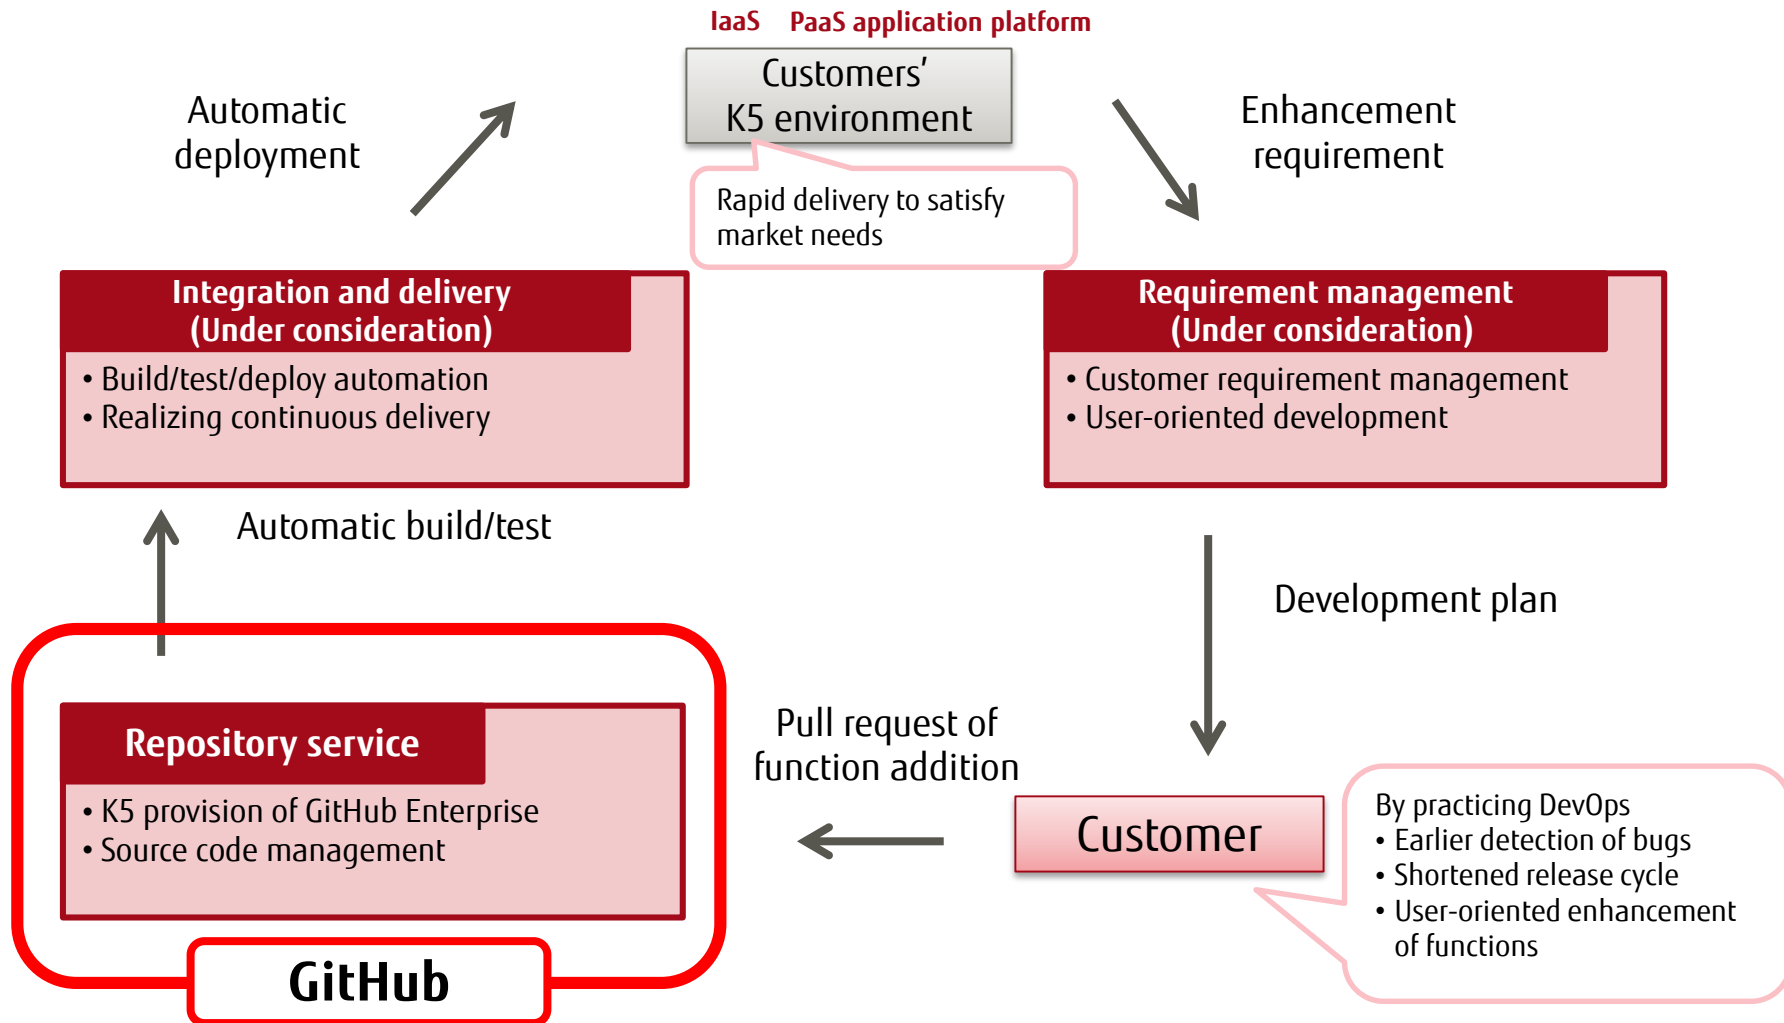 IaaS PaaS application platform
Customers’
K5 environment
Automatic
deployment
Enhancement
requirement
Rapid delivery to satisfy
market needs
Integration and delivery
(Under consideration)
• Build/test/deploy automation
• Realizing continuous delivery
Requirement management
(Under consideration)
• Customer requirement management
• User-oriented development
Automatic build/test
Development plan
Repository service
• K5 provision of GitHub Enterprise
• Source code management
GitHub
Pull request of
function addition
Customer
By practicing DevOps
• Earlier detection of bugs
• Shortened release cycle
• User-oriented enhancement
of functions